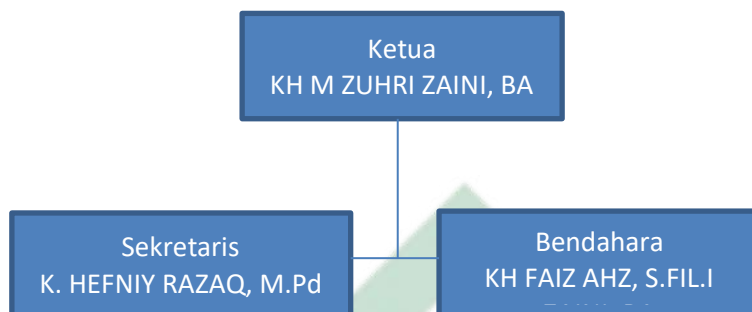 Ketua
KH M ZUHRI ZAINI, BA
Sekretaris
K. HEFNIY RAZAQ, M.Pd
Bendahara
KH FAIZ AHZ, S.FIL.I